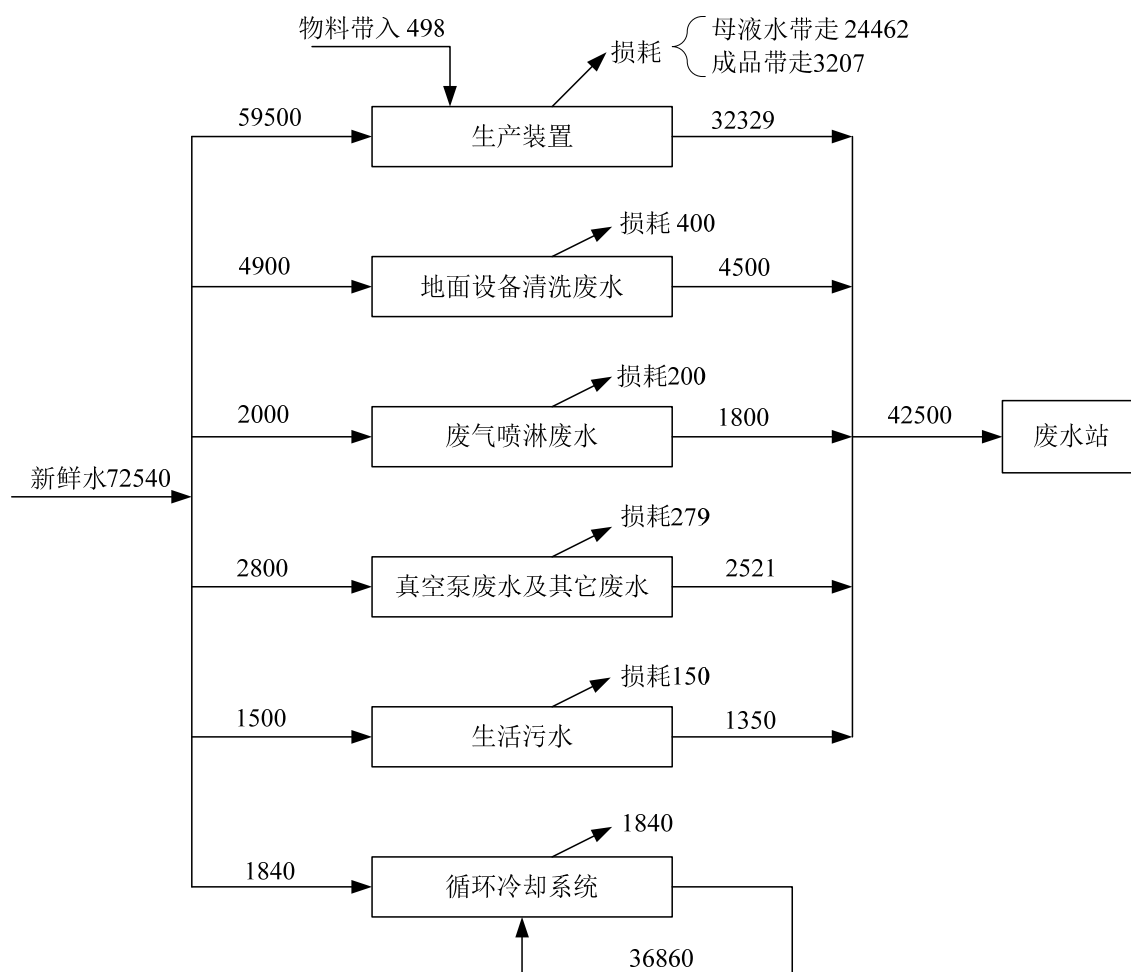 物料带入 498
损耗
母液水带走 24462
成品带走3207
59500
生产装置
32329
损耗 400
4900
地面设备清洗废水
4500
损耗200
2000
废气喷淋废水
1800
42500
废水站
新鲜水72540
损耗279
2800
真空泵废水及其它废水
2521
损耗150
1500
生活污水
1350
1840
1840
循环冷却系统
36860